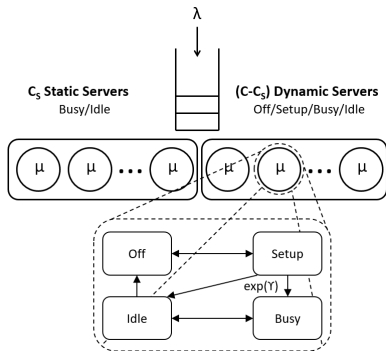 λ
C_S Static Servers
Busy/Idle
(C-C_S) Dynamic Servers
Off/Setup/Busy/Idle
μ μ ... μ μ μ ... μ
Off Setup
exp(ϒ)
Idle Busy